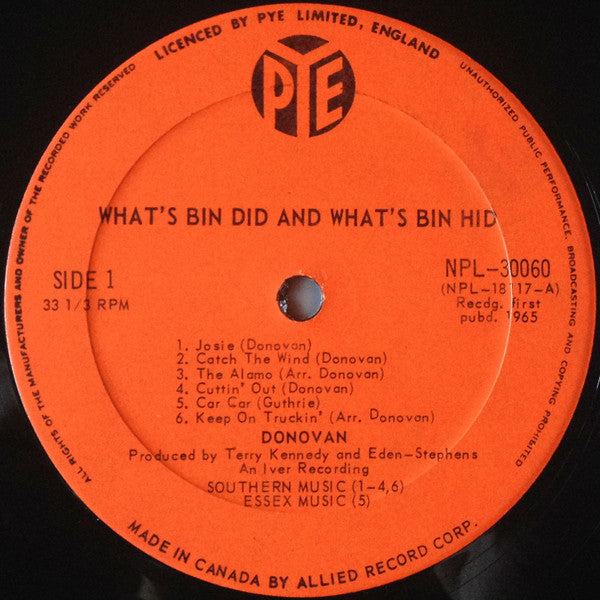 LICENCED BY PYE LIMITED, ENGLAND
UNAUTHORIZED PUBLIC PERFORMANCE, BROADCASTING AND COPYING PROHIBITED
ALL RIGHTS OF THE MANUFACTURERS AND OWNER OF THE RECORDED WORK RESERVED
PYE
WHAT'S BIN DID AND WHAT'S BIN HID
SIDE 1
33 1/3 RPM
NPL-30060
(NPL-18117-A)
Recdg. first
pubd. 1965
1. Josie (Donovan)
2. Catch The Wind (Donovan)
3. The Alamo (Arr. Donovan)
4. Cuttin' Out (Donovan)
5. Car Car (Guthrie)
6. Keep On Truckin' (Arr. Donovan)
DONOVAN
Produced by Terry Kennedy and Eden-Stephens
An Iver Recording
SOUTHERN MUSIC (1-4,6)
ESSEX MUSIC (5)
MADE IN CANADA BY ALLIED RECORD CORP.